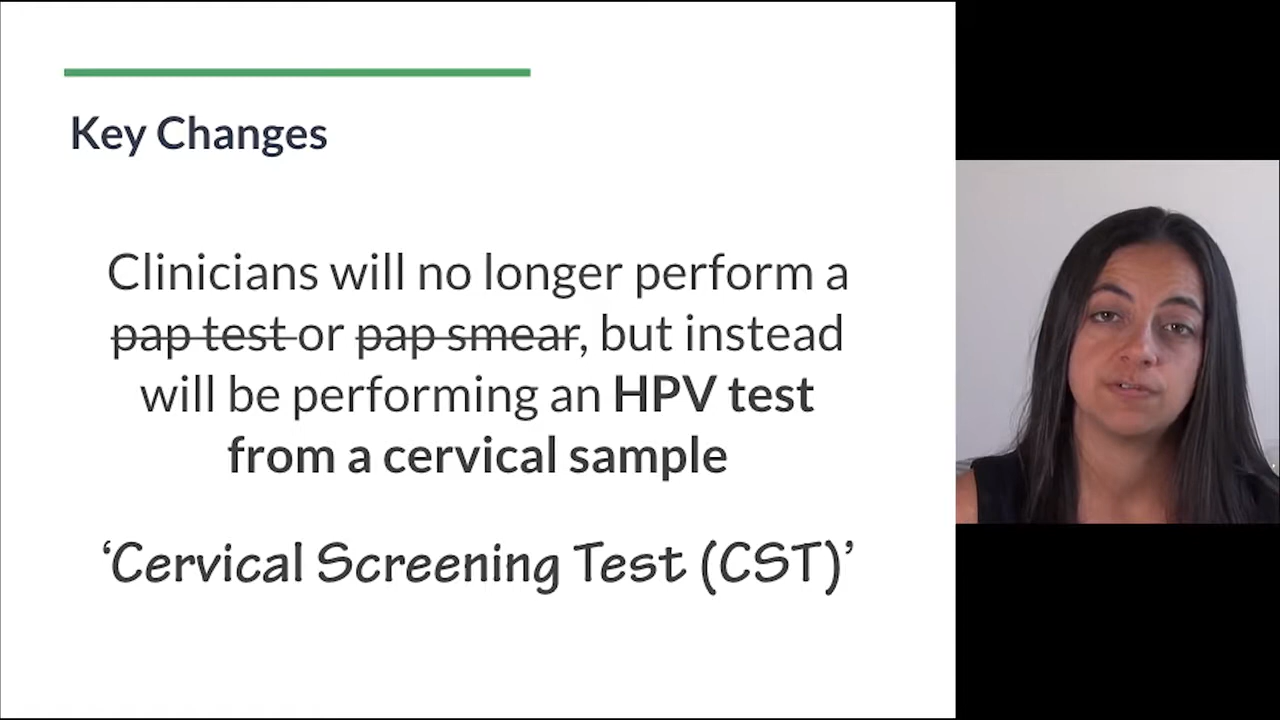 Key Changes
Clinicians will no longer perform a
pap test or pap smear, but instead
will be performing an HPV test
from a cervical sample
‘Cervical Screening Test (CST)’